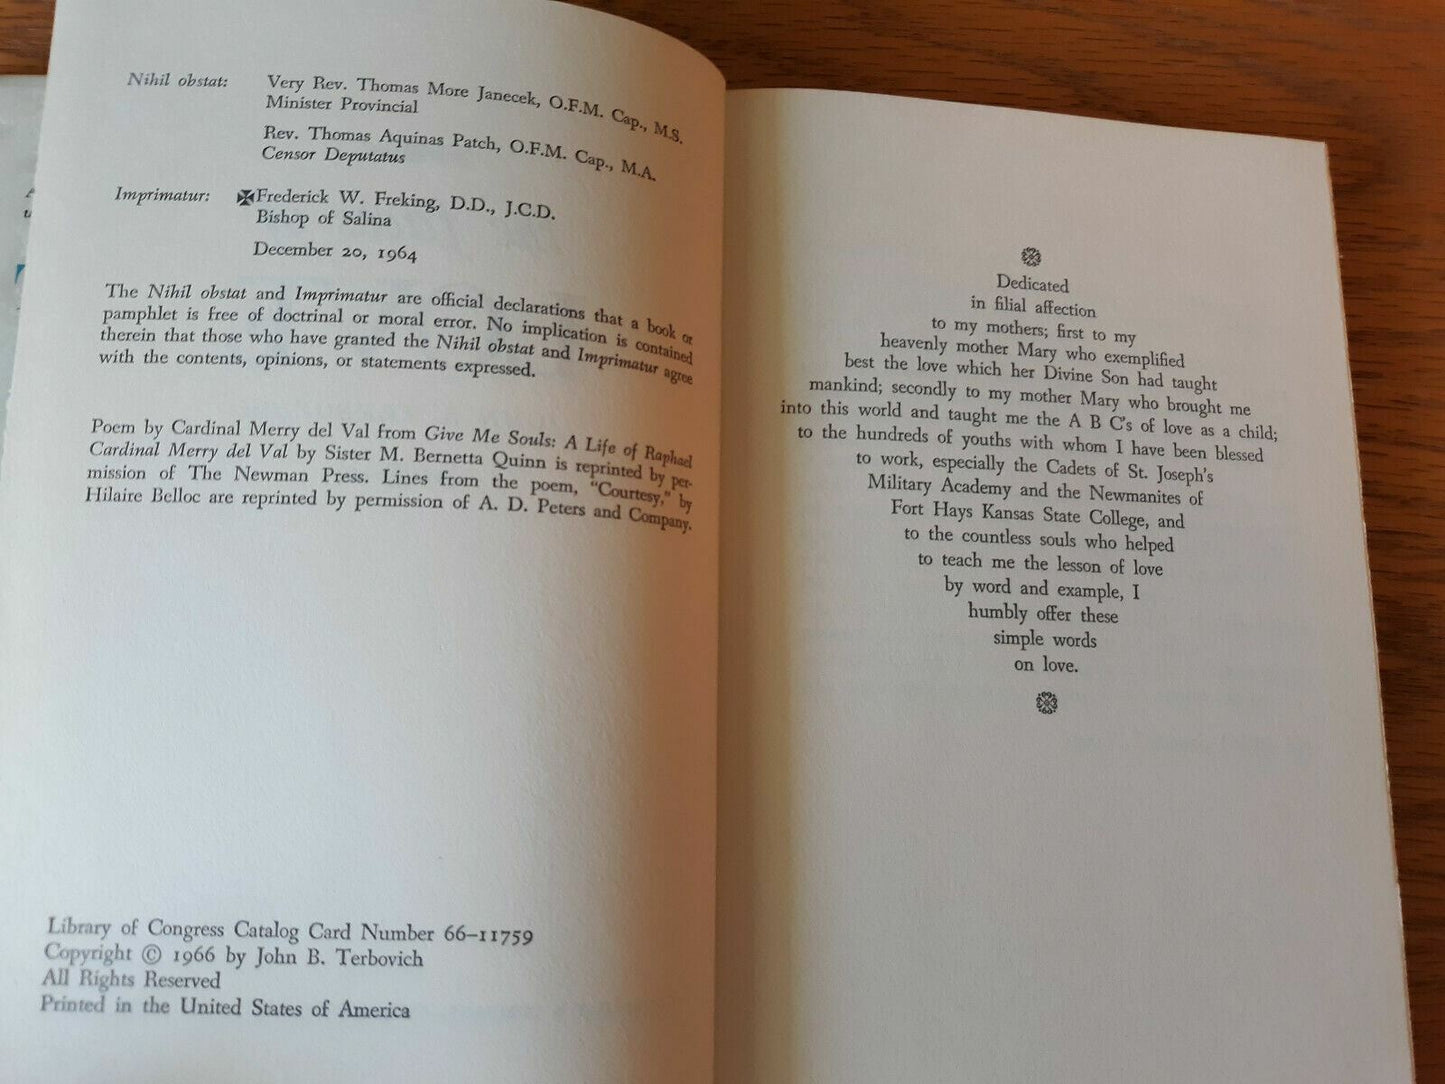 Nihil obstat: Very Rev. Thomas More Janecek, O.F.M. Cap., M.S.
Minister Provincial
Rev. Thomas Aquinas Patch, O.F.M. Cap., M.A.
Censor Deputatus
Imprimatur: ✠Frederick W. Freking, D.D., J.C.D.
Bishop of Salina
December 20, 1964
The Nihil obstat and Imprimatur are official declarations that a book or
pamphlet is free of doctrinal or moral error. No implication is contained
therein that those who have granted the Nihil obstat and Imprimatur agree
with the contents, opinions, or statements expressed.
Poem by Cardinal Merry del Val from Give Me Souls: A Life of Raphael
Cardinal Merry del Val by Sister M. Bernetta Quinn is reprinted by per-
mission of The Newman Press. Lines from the poem, "Courtesy," by
Hilaire Belloc are reprinted by permission of A. D. Peters and Company.
Library of Congress Catalog Card Number 66-11759
Copyright © 1966 by John B. Terbovich
All Rights Reserved
Printed in the United States of America
Dedicated
in filial affection
to my mothers; first to my
heavenly mother Mary who exemplified
best the love which her Divine Son had taught
mankind; secondly to my mother Mary who brought me
into this world and taught me the A B C's of love as a child;
to the hundreds of youths with whom I have been blessed
to work, especially the Cadets of St. Joseph's
Military Academy and the Newmanites of
Fort Hays Kansas State College, and
to the countless souls who helped
to teach me the lesson of love
by word and example, I
humbly offer these
simple words
on love.